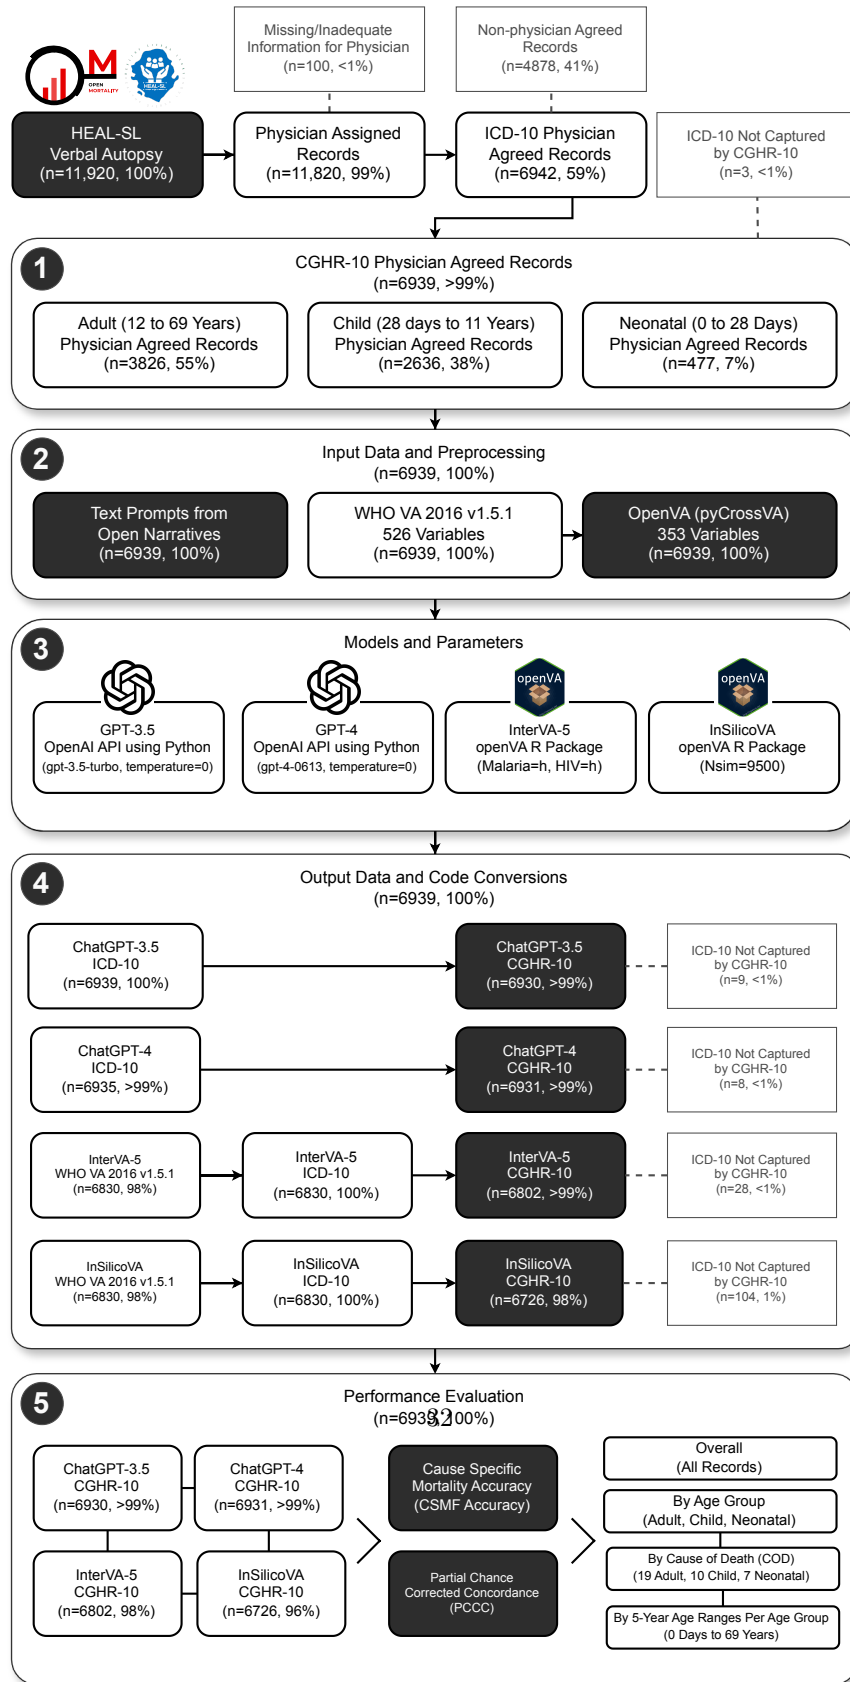 Missing/Inadequate
Information for Physician
(n=100, <1%)
Non-physician Agreed
Records
(n=4878, 41%)
M
OPEN
MORTALITY
HEAL-SL
HEAL-SL
Verbal Autopsy
(n=11,920, 100%)
Physician Assigned
Records
(n=11,820, 99%)
ICD-10 Physician
Agreed Records
(n=6942, 59%)
ICD-10 Not Captured
by CGHR-10
(n=3, <1%)
1
CGHR-10 Physician Agreed Records
(n=6939, >99%)
Adult (12 to 69 Years)
Physician Agreed Records
(n=3826, 55%)
Child (28 days to 11 Years)
Physician Agreed Records
(n=2636, 38%)
Neonatal (0 to 28 Days)
Physician Agreed Records
(n=477, 7%)
2
Input Data and Preprocessing
(n=6939, 100%)
Text Prompts from
Open Narratives
(n=6939, 100%)
WHO VA 2016 v1.5.1
526 Variables
(n=6939, 100%)
OpenVA (pyCrossVA)
353 Variables
(n=6939, 100%)
3
Models and Parameters
openVA
openVA
GPT-3.5
OpenAI API using Python
(gpt-3.5-turbo, temperature=0)
GPT-4
OpenAI API using Python
(gpt-4-0613, temperature=0)
InterVA-5
openVA R Package
(Malaria=h, HIV=h)
InSilicoVA
openVA R Package
(Nsim=9500)
4
Output Data and Code Conversions
(n=6939, 100%)
ChatGPT-3.5
ICD-10
(n=6939, 100%)
ChatGPT-3.5
CGHR-10
(n=6930, >99%)
ICD-10 Not Captured
by CGHR-10
(n=9, <1%)
ChatGPT-4
ICD-10
(n=6935, >99%)
ChatGPT-4
CGHR-10
(n=6931, >99%)
ICD-10 Not Captured
by CGHR-10
(n=8, <1%)
InterVA-5
WHO VA 2016 v1.5.1
(n=6830, 98%)
InterVA-5
ICD-10
(n=6830, 100%)
InterVA-5
CGHR-10
(n=6802, >99%)
ICD-10 Not Captured
by CGHR-10
(n=28, <1%)
InSilicoVA
WHO VA 2016 v1.5.1
(n=6830, 98%)
InSilicoVA
ICD-10
(n=6830, 100%)
InSilicoVA
CGHR-10
(n=6726, 98%)
ICD-10 Not Captured
by CGHR-10
(n=104, 1%)
5
Performance Evaluation
(n=6939, 100%)
32
ChatGPT-3.5
CGHR-10
(n=6930, >99%)
ChatGPT-4
CGHR-10
(n=6931, >99%)
InterVA-5
CGHR-10
(n=6802, 98%)
InSilicoVA
CGHR-10
(n=6726, 96%)
Cause Specific
Mortality Accuracy
(CSMF Accuracy)
Partial Chance
Corrected Concordance
(PCCC)
Overall
(All Records)
By Age Group
(Adult, Child, Neonatal)
By Cause of Death (COD)
(19 Adult, 10 Child, 7 Neonatal)
By 5-Year Age Ranges Per Age Group
(0 Days to 69 Years)